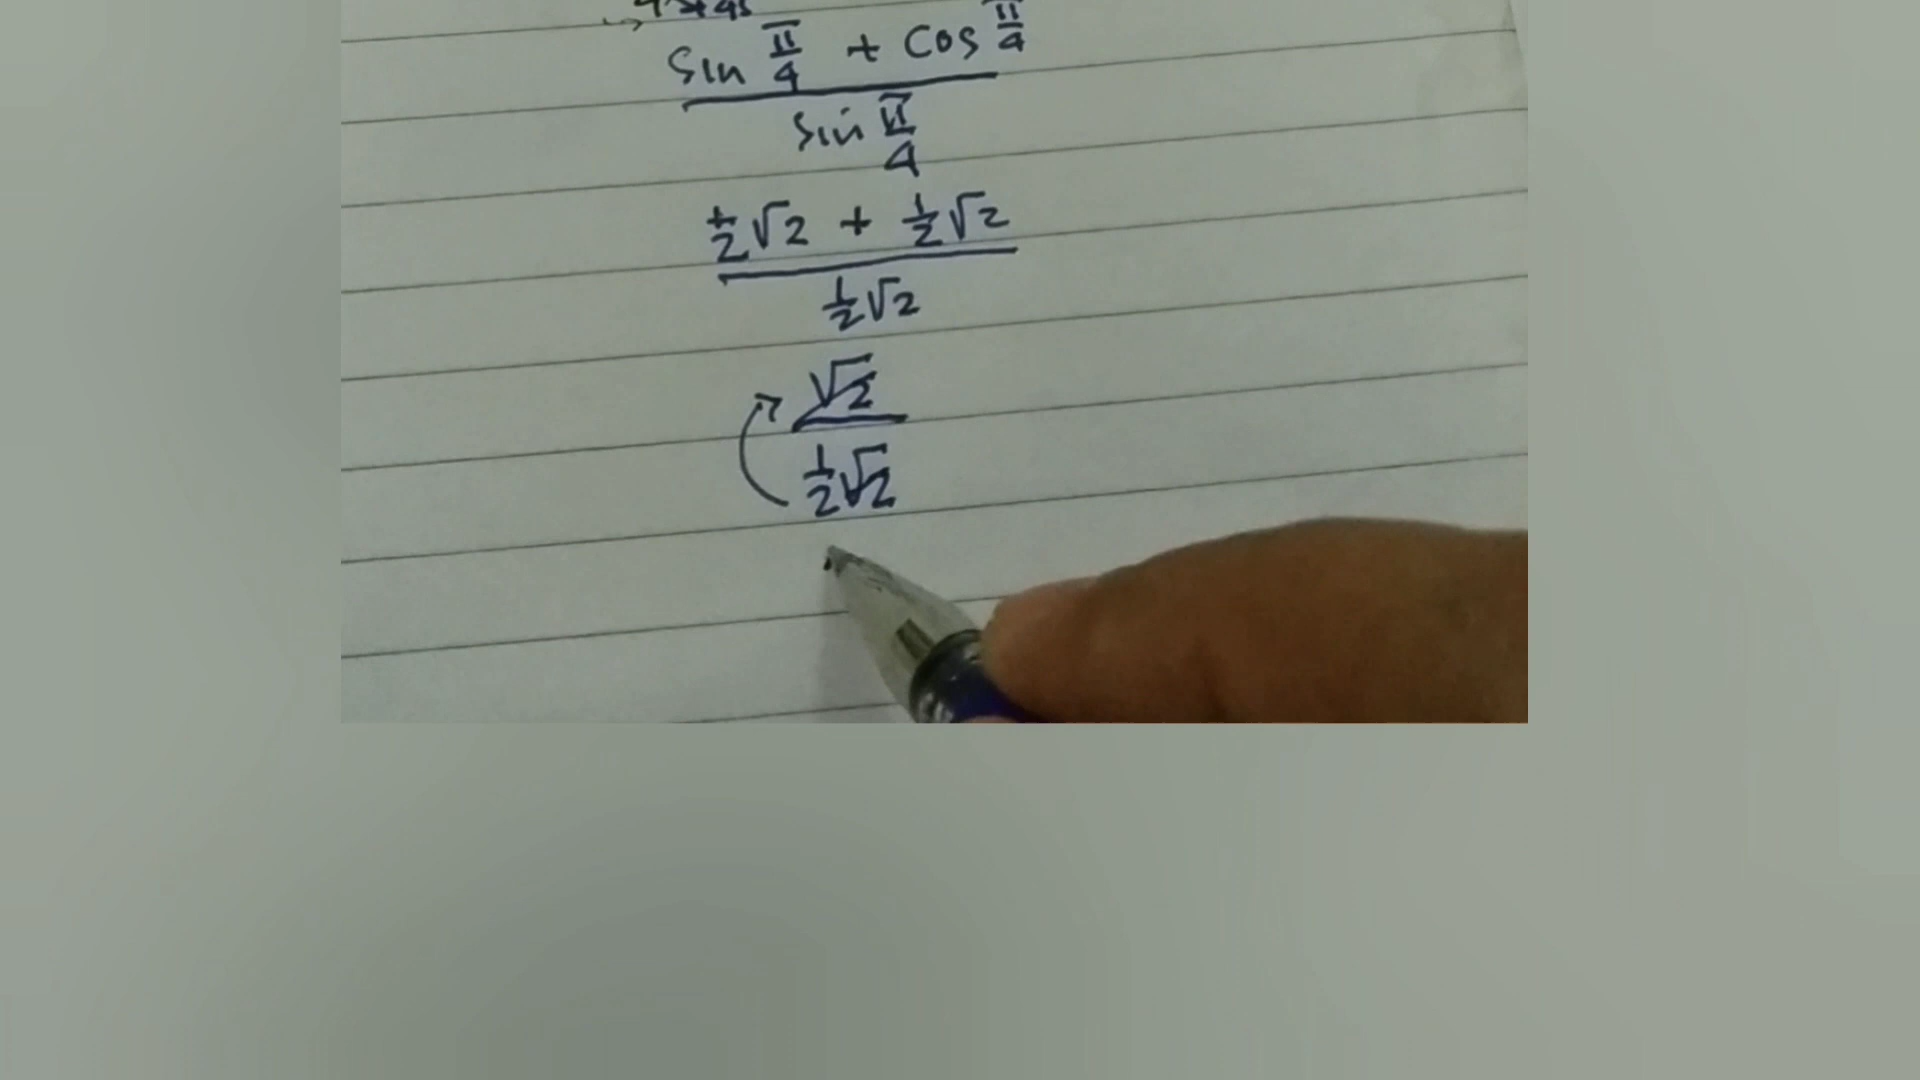 sin π/4 + cos π/4
sin π/4
1/2 √2 + 1/2 √2
1/2 √2
√2
1/2 √2